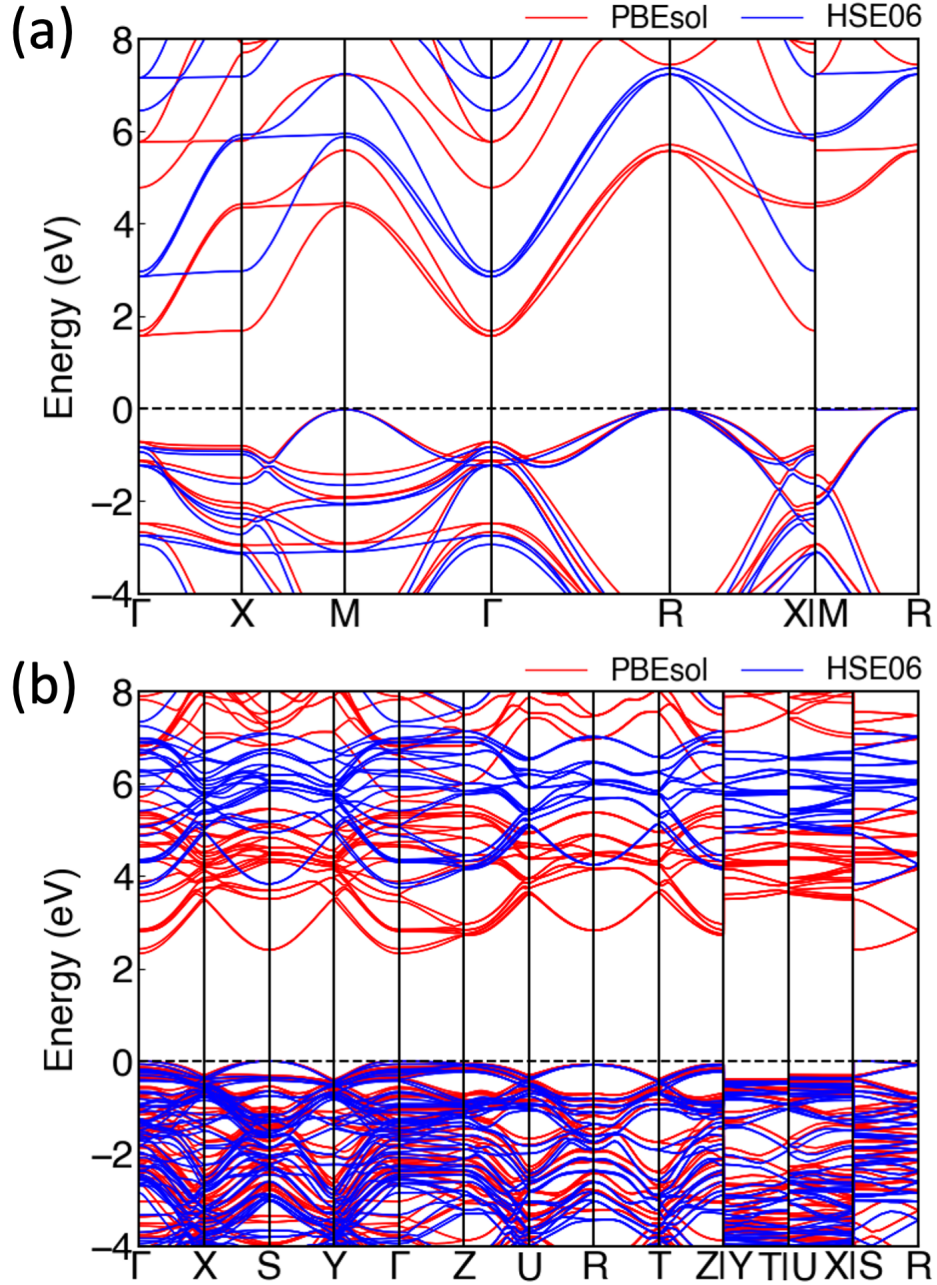 (a)
PBEsol HSE06
8
6
4
2
0
−2
−4
Energy (eV)
Γ X M Γ R X|M R
(b)
PBEsol HSE06
8
6
4
2
0
−2
−4
Energy (eV)
Γ X S Y Γ Z U R T Z|Y T|U X|S R